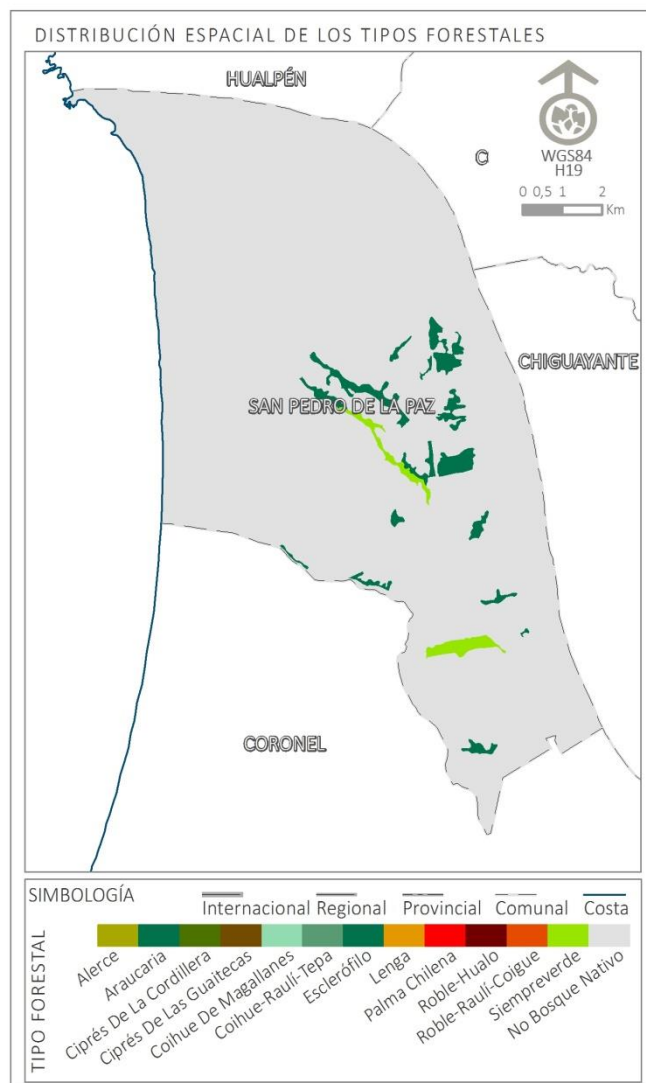 DISTRIBUCIÓN ESPACIAL DE LOS TIPOS FORESTALES
HUALPÉN
C
WGS84
H19
0 0,5 1 2
Km
CHIGUAYANTE
SAN PEDRO DE LA PAZ
CORONEL
SIMBOLOGÍA
Internacional Regional Provincial Comunal Costa
TIPO FORESTAL
Alerce
Araucaria
Ciprés De La Cordillera
Ciprés De Las Guaitecas
Coihue De Magallanes
Coihue-Raulí-Tepa
Esclerófilo
Lenga
Palma Chilena
Roble-Hualo
Roble-Raulí-Coigue
Siempreverde
No Bosque Nativo